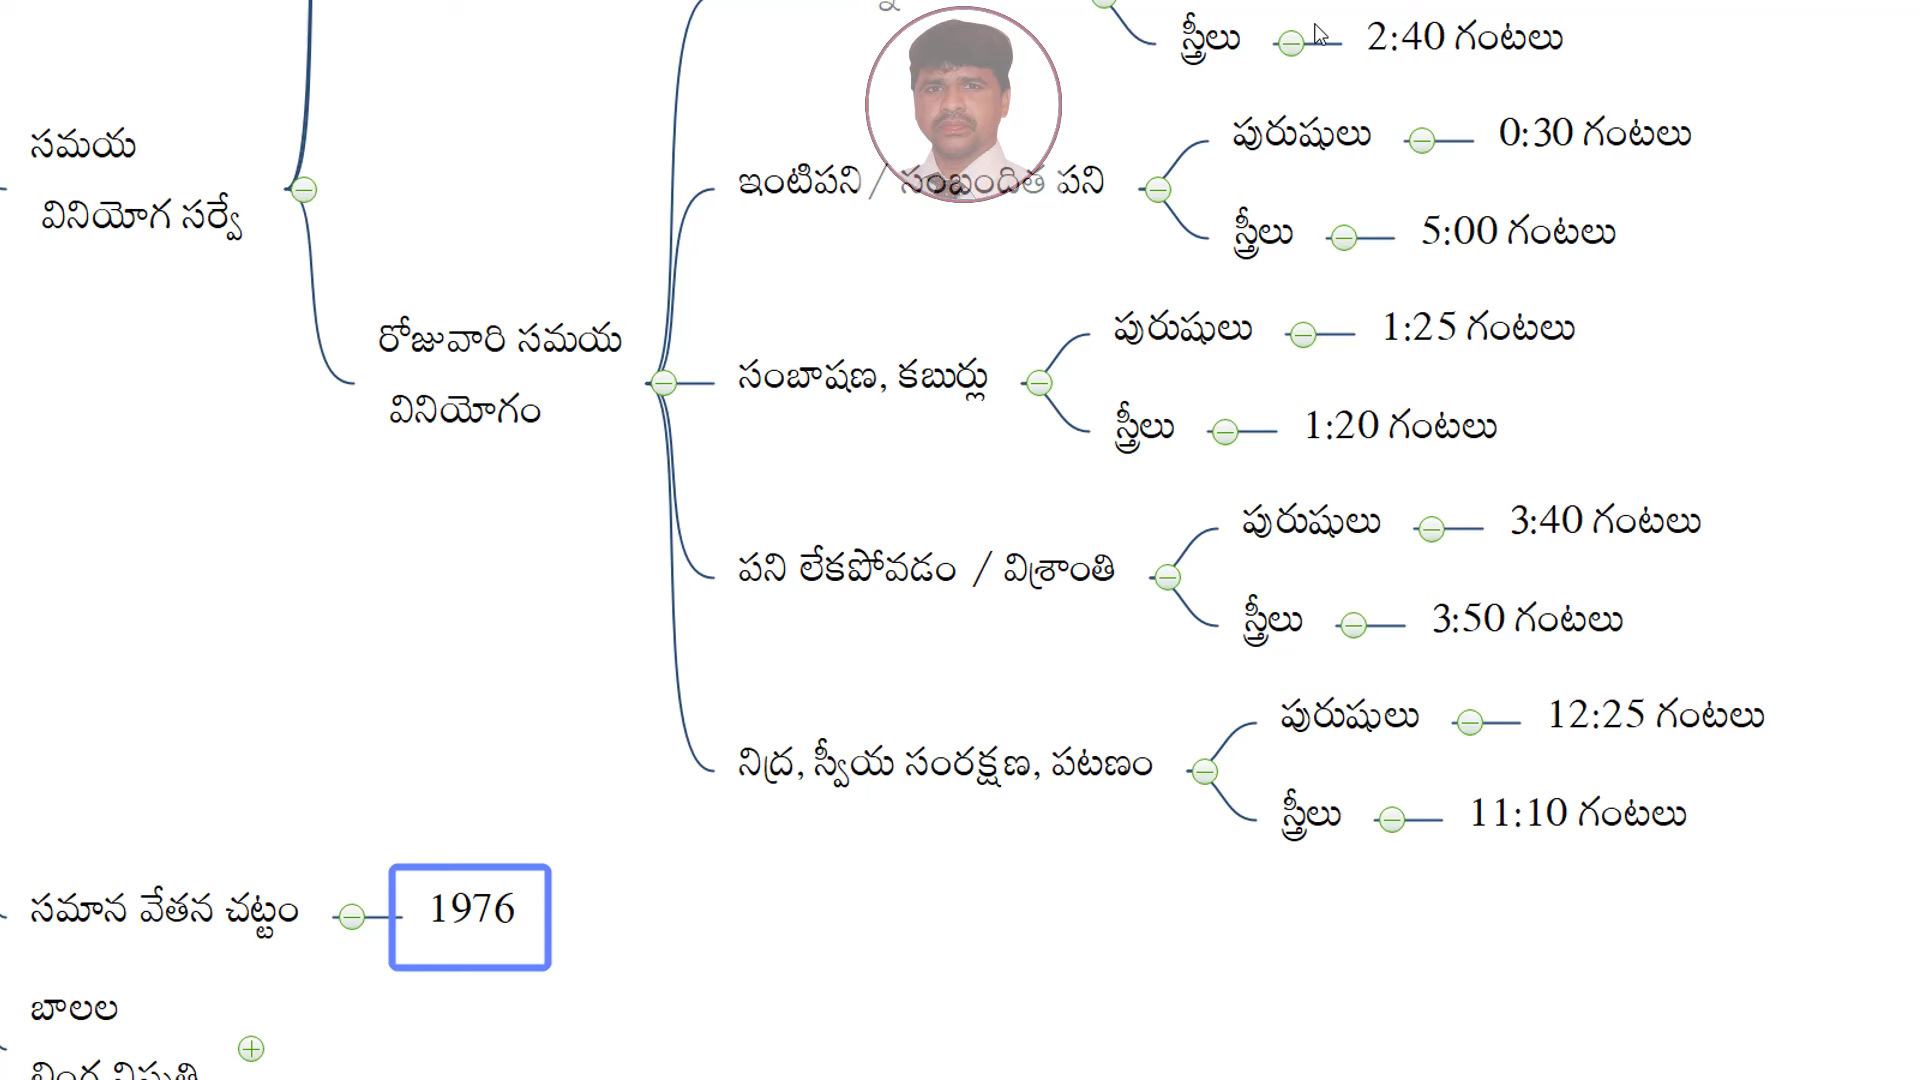 స్త్రీలు 2:40 గంటలు
పురుషులు 0:30 గంటలు
సమయ
వినియోగ సర్వే
ఇంటిపని / సంబందిత పని
స్త్రీలు 5:00 గంటలు
పురుషులు 1:25 గంటలు
రోజువారి సమయ
వినియోగం
సంబాషణ, కబుర్లు
స్త్రీలు 1:20 గంటలు
పురుషులు 3:40 గంటలు
పని లేకపోవడం / విశ్రాంతి
స్త్రీలు 3:50 గంటలు
పురుషులు 12:25 గంటలు
నిద్ర, స్వీయ సంరక్షణ, పటణం
స్త్రీలు 11:10 గంటలు
సమాన వేతన చట్టం 1976
బాలల